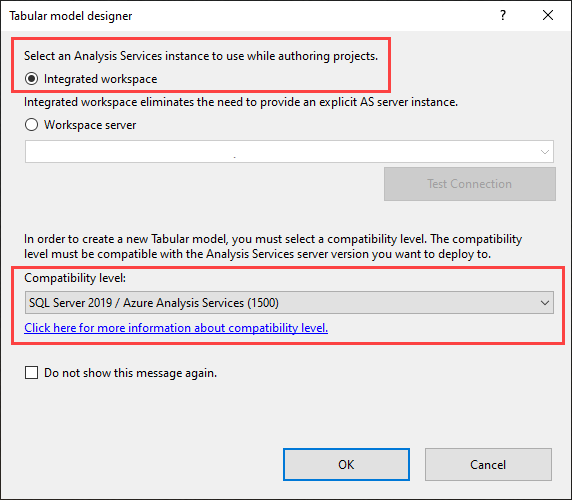 Tabular model designer
Select an Analysis Services instance to use while authoring projects.
Integrated workspace
Integrated workspace eliminates the need to provide an explicit AS server instance.
Workspace server
.
Test Connection
In order to create a new Tabular model, you must select a compatibility level. The compatibility
level must be compatible with the Analysis Services server version you want to deploy to.
Compatibility level:
SQL Server 2019 / Azure Analysis Services (1500)
Click here for more information about compatibility level.
Do not show this message again.
OK
Cancel